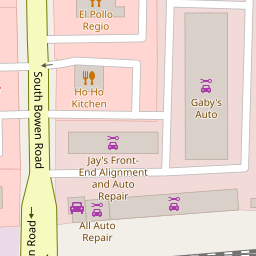 El Pollo
Regio
South Bowen Road
Ho Ho
Kitchen
Gaby's
Auto
Jay's Front-
End Alignment
and Auto
Repair
All Auto
Repair
n Road